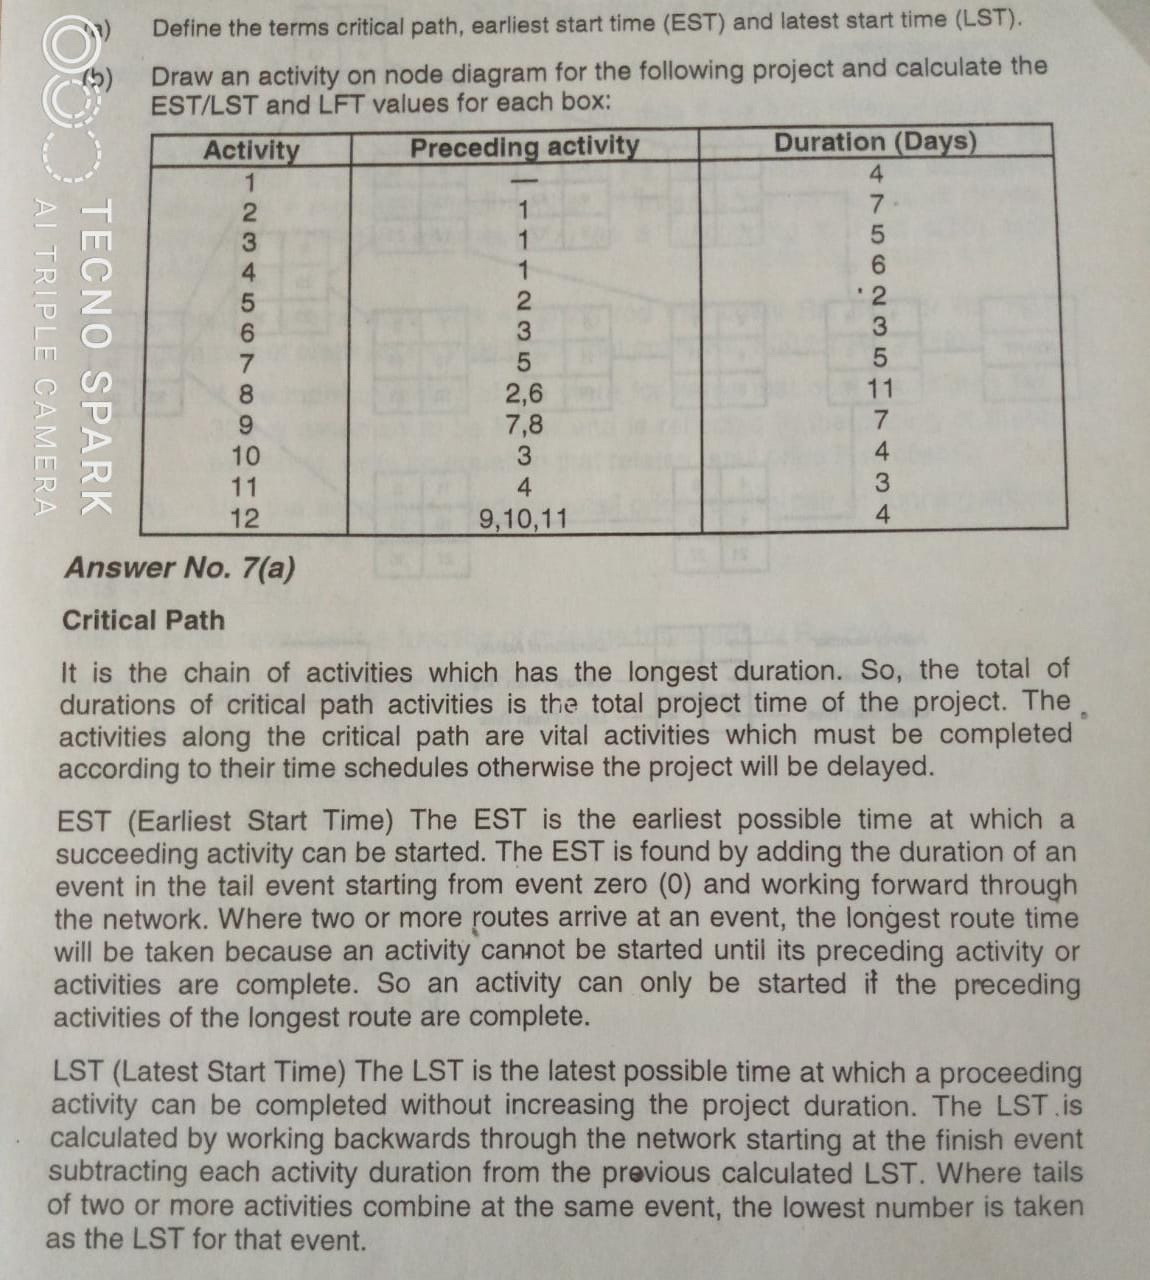 (a) Define the terms critical path, earliest start time (EST) and latest start time (LST).
(b) Draw an activity on node diagram for the following project and calculate the
EST/LST and LFT values for each box:
Activity Preceding activity Duration (Days)
1 — 4
2 1 7
3 1 5
4 1 6
5 2 2
6 3 3
7 5 5
8 2,6 11
9 7,8 7
10 3 4
11 4 3
12 9,10,11 4
Answer No. 7(a)
Critical Path
It is the chain of activities which has the longest duration. So, the total of
durations of critical path activities is the total project time of the project. The
activities along the critical path are vital activities which must be completed
according to their time schedules otherwise the project will be delayed.
EST (Earliest Start Time) The EST is the earliest possible time at which a
succeeding activity can be started. The EST is found by adding the duration of an
event in the tail event starting from event zero (0) and working forward through
the network. Where two or more routes arrive at an event, the longest route time
will be taken because an activity cannot be started until its preceding activity or
activities are complete. So an activity can only be started if the preceding
activities of the longest route are complete.
LST (Latest Start Time) The LST is the latest possible time at which a proceeding
activity can be completed without increasing the project duration. The LST is
calculated by working backwards through the network starting at the finish event
subtracting each activity duration from the previous calculated LST. Where tails
of two or more activities combine at the same event, the lowest number is taken
as the LST for that event.
TECNO SPARK
AI TRIPLE CAMERA